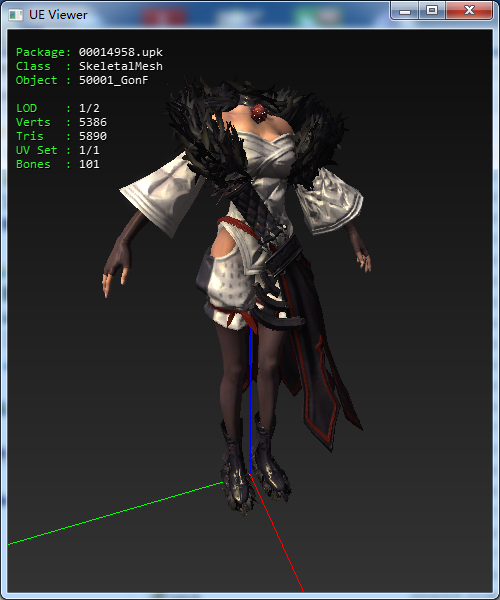 UE Viewer
Package: 00014958.upk
Class : SkeletalMesh
Object : 50001_GonF
LOD : 1/2
Verts : 5386
Tris : 5890
UV Set : 1/1
Bones : 101